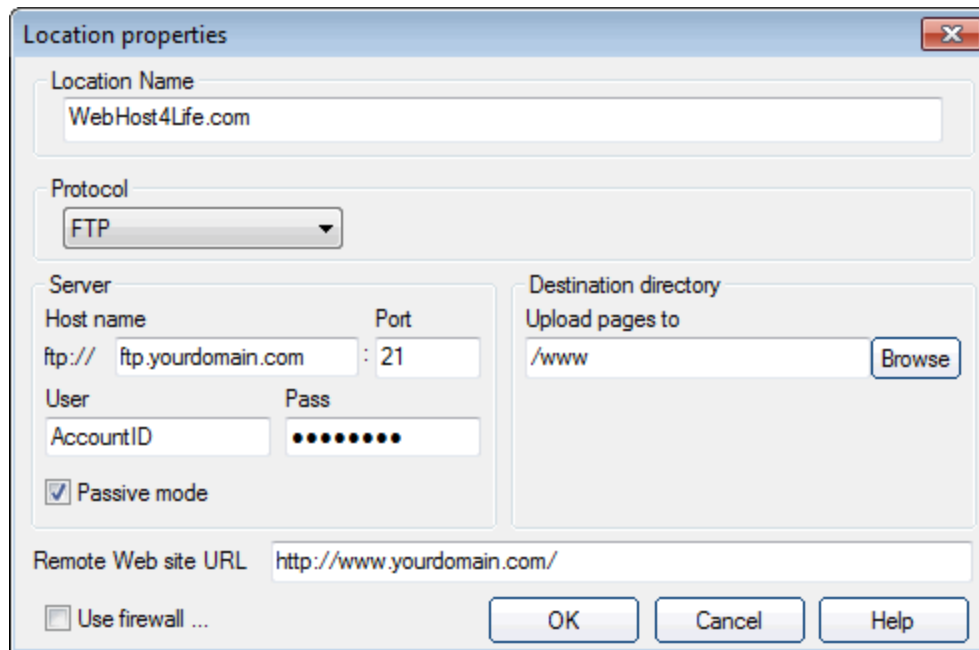 Location properties
Location Name
WebHost4Life.com
Protocol
FTP
Server
Host name Port
ftp:// ftp.yourdomain.com : 21
User Pass
AccountID ●●●●●●●●
Passive mode
Destination directory
Upload pages to
/www Browse
Remote Web site URL http://www.yourdomain.com/
Use firewall ... OK Cancel Help